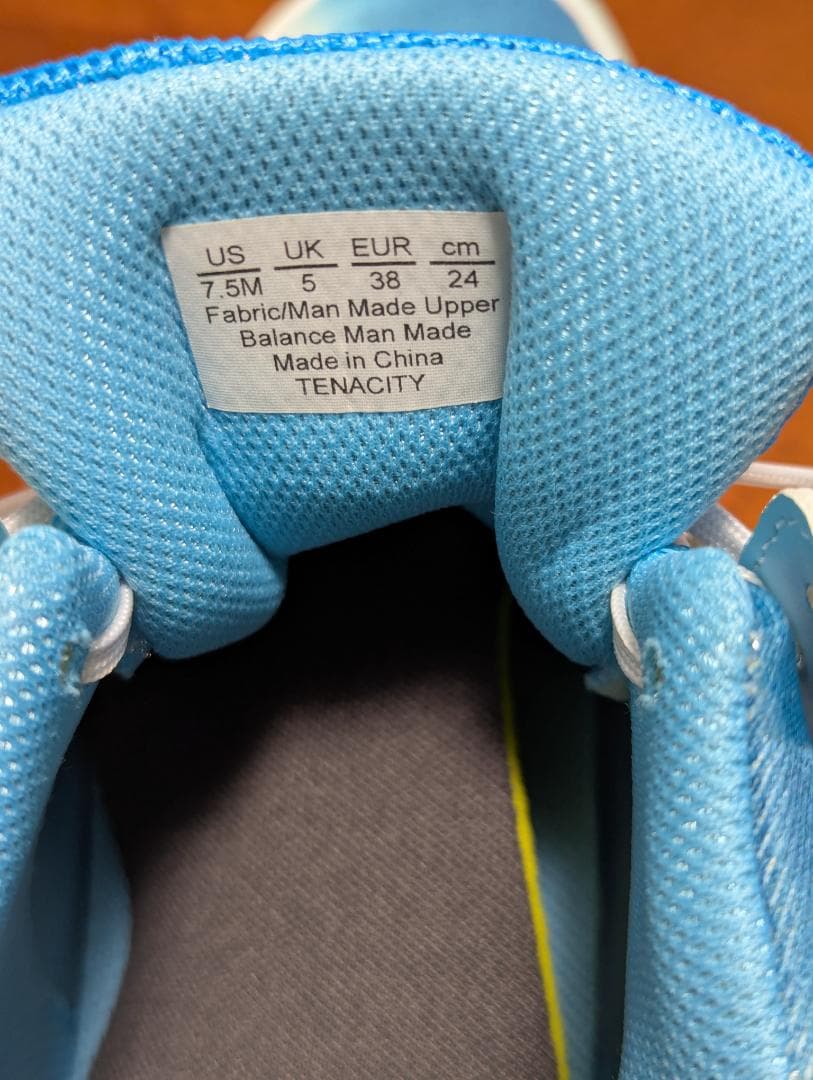 US UK EUR cm
7.5M 5 38 24
Fabric/Man Made Upper
Balance Man Made
Made in China
TENACITY